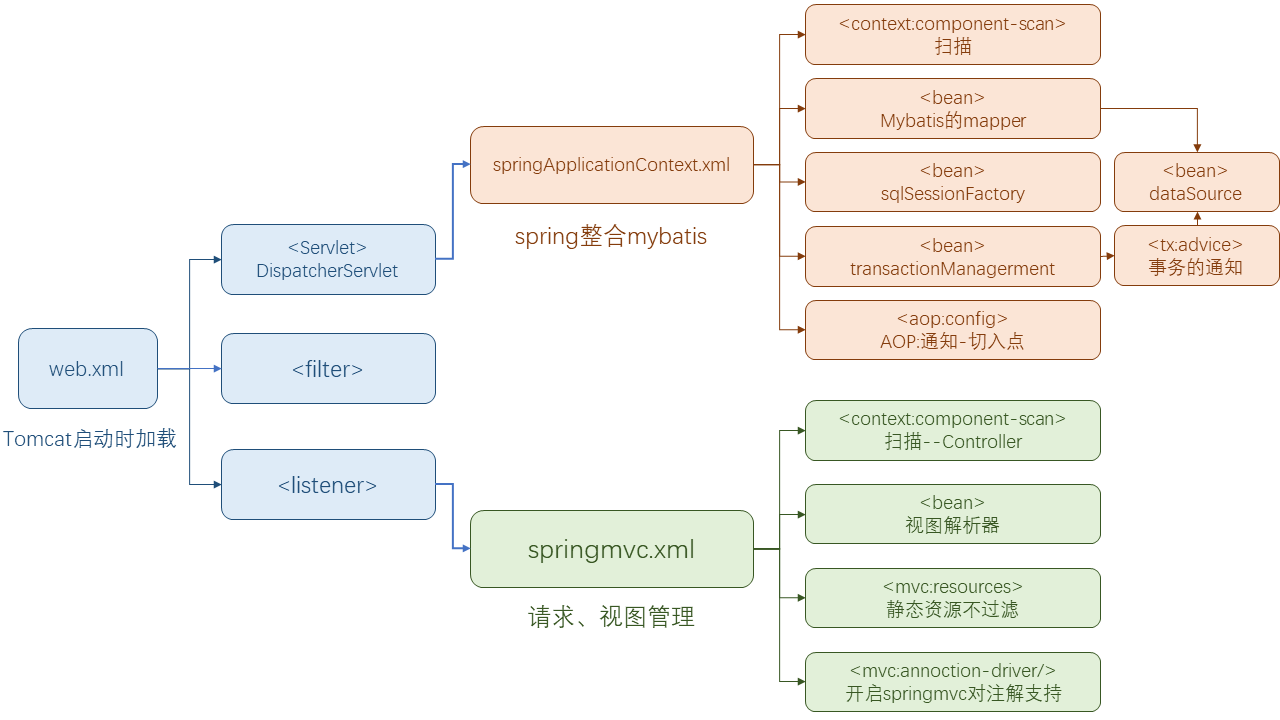 web.xml
Tomcat启动时加载
<Servlet>
DispatcherServlet
<filter>
<listener>
springApplicationContext.xml
spring整合mybatis
<context:component-scan>
扫描
<bean>
Mybatis的mapper
<bean>
sqlSessionFactory
<bean>
transactionManagerment
<aop:config>
AOP:通知-切入点
<bean>
dataSource
<tx:advice>
事务的通知
springmvc.xml
请求、视图管理
<context:component-scan>
扫描--Controller
<bean>
视图解析器
<mvc:resources>
静态资源不过滤
<mvc:annoction-driver/>
开启springmvc对注解支持